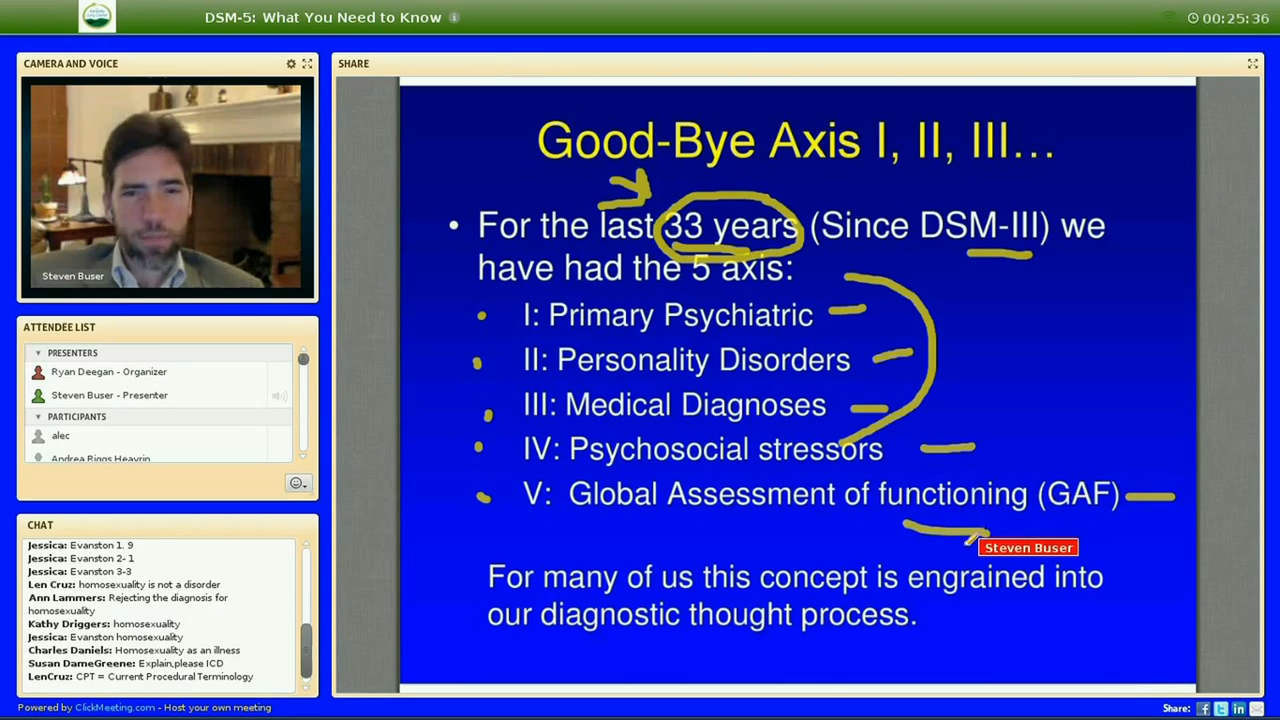 DSM-5: What You Need to Know
00:25:36
CAMERA AND VOICE
Steven Buser
ATTENDEE LIST
PRESENTERS
Ryan Deegan - Organizer
Steven Buser - Presenter
PARTICIPANTS
alec
Andrea Riggs Heavrin
CHAT
Jessica: Evanston 1. 9
Jessica: Evanston 2- 1
Jessica: Evanston 3-3
Len Cruz: homosexuality is not a disorder
Ann Lammers: Rejecting the diagnosis for
homosexuality
Kathy Driggers: homosexuality
Jessica: Evanston homosexuality
Charles Daniels: Homosexuality as an illness
Susan DameGreene: Explain,please ICD
LenCruz: CPT = Current Procedural Terminology
SHARE
Good-Bye Axis I, II, III...
• For the last 33 years (Since DSM-III) we
have had the 5 axis:
I: Primary Psychiatric
II: Personality Disorders
III: Medical Diagnoses
IV: Psychosocial stressors
V: Global Assessment of functioning (GAF)
Steven Buser
For many of us this concept is engrained into
our diagnostic thought process.
Powered by ClickMeeting.com - Host your own meeting
Share: